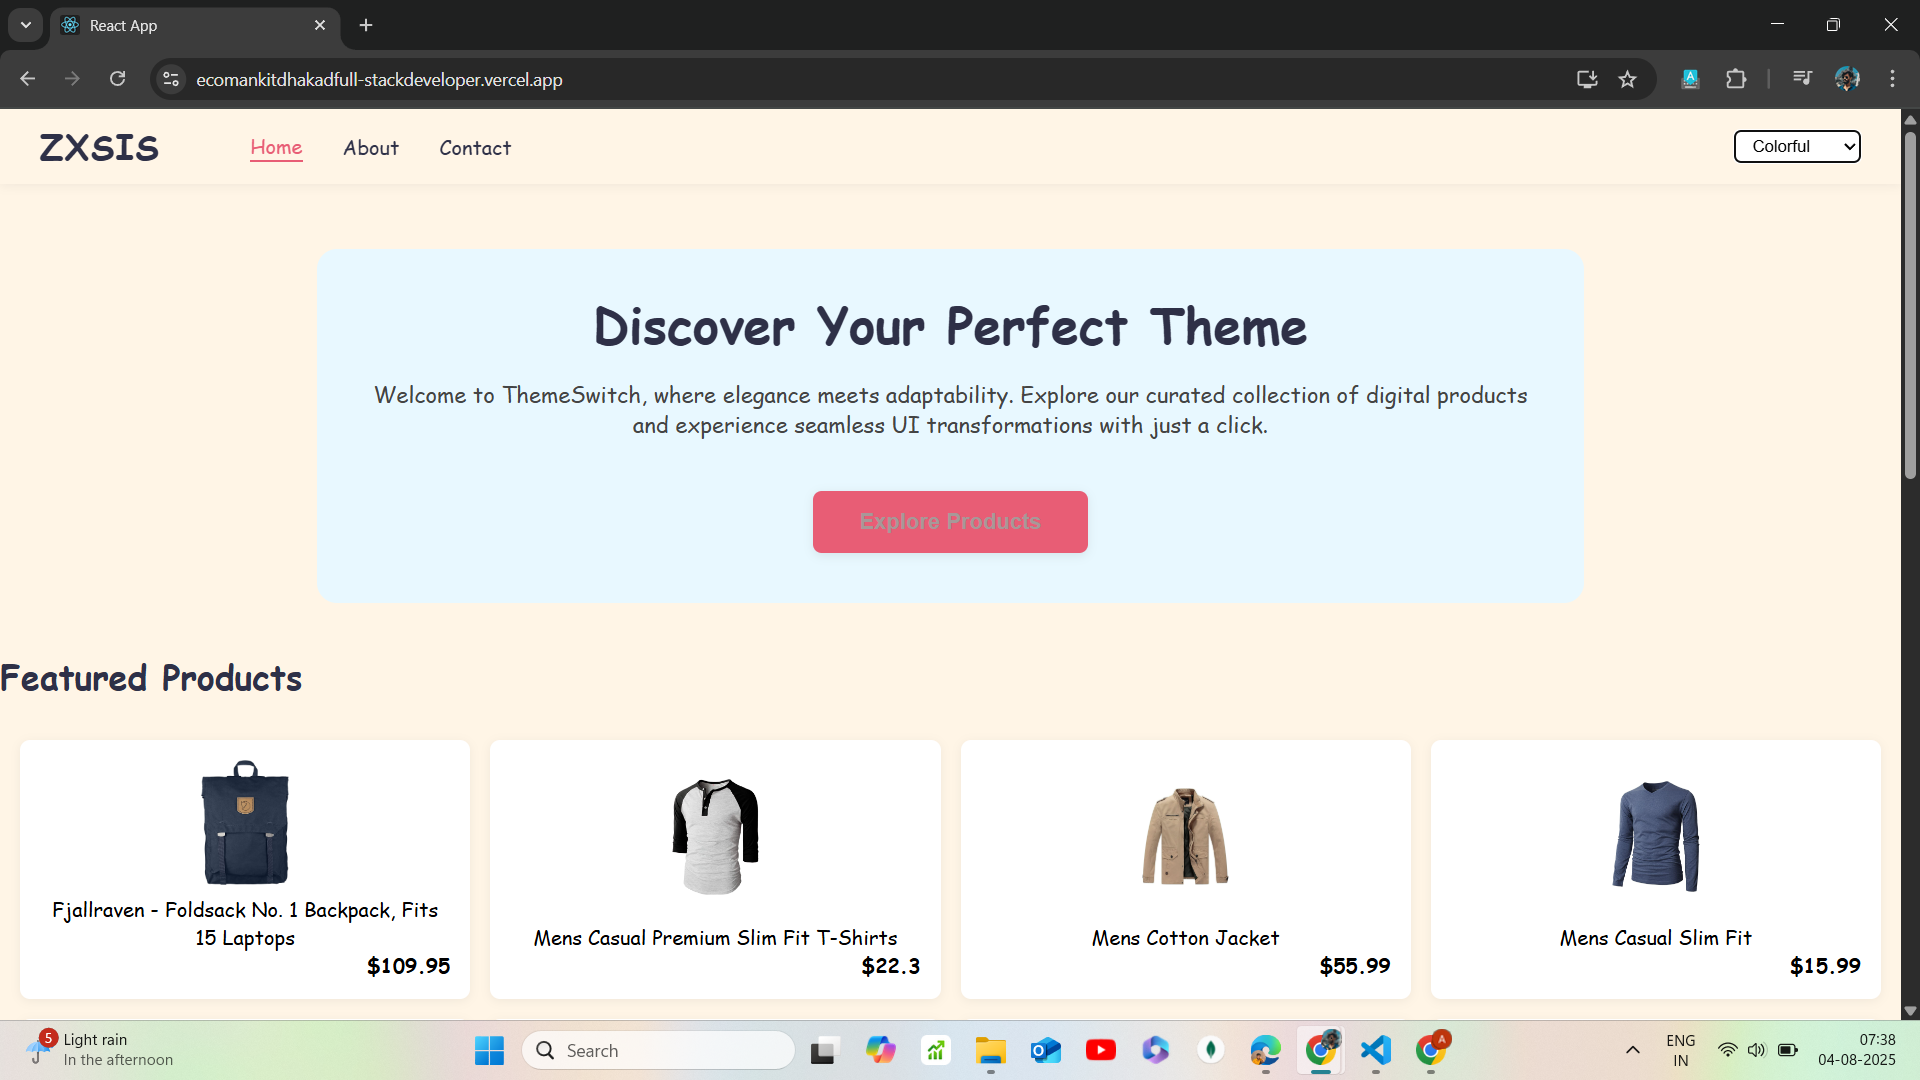 React App
ecomankitdhakadfull-stackdeveloper.vercel.app
ZXSIS
Home
About
Contact
Colorful
Discover Your Perfect Theme
Welcome to ThemeSwitch, where elegance meets adaptability. Explore our curated collection of digital products
and experience seamless UI transformations with just a click.
Explore Products
Featured Products
Fjallraven - Foldsack No. 1 Backpack, Fits
15 Laptops
$109.95
Mens Casual Premium Slim Fit T-Shirts
$22.3
Mens Cotton Jacket
$55.99
Mens Casual Slim Fit
$15.99
5
Light rain
In the afternoon
Search
A
ENG
IN
07:38
04-08-2025